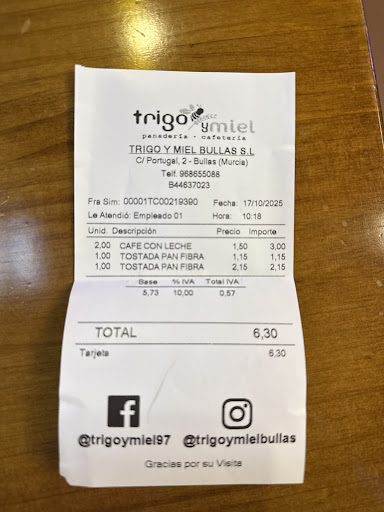 trigo
y miel
panadería - cafetería
TRIGO Y MIEL BULLAS S.L
C/ Portugal, 2 - Bullas (Murcia)
Telf. 968655088
B44637023
Fra Sim: 00001TC00219390 Fecha: 17/10/2025
Le Atendió: Empleado 01 Hora: 10:18
Unid. Descripción Precio Importe
2,00 CAFE CON LECHE 1,50 3,00
1,00 TOSTADA PAN FIBRA 1,15 1,15
1,00 TOSTADA PAN FIBRA 2,15 2,15
Base % IVA Total IVA
5,73 10,00 0,57
TOTAL 6,30
Tarjeta 6,30
@trigoymiel97 @trigoymielbullas
Gracias por su Visita